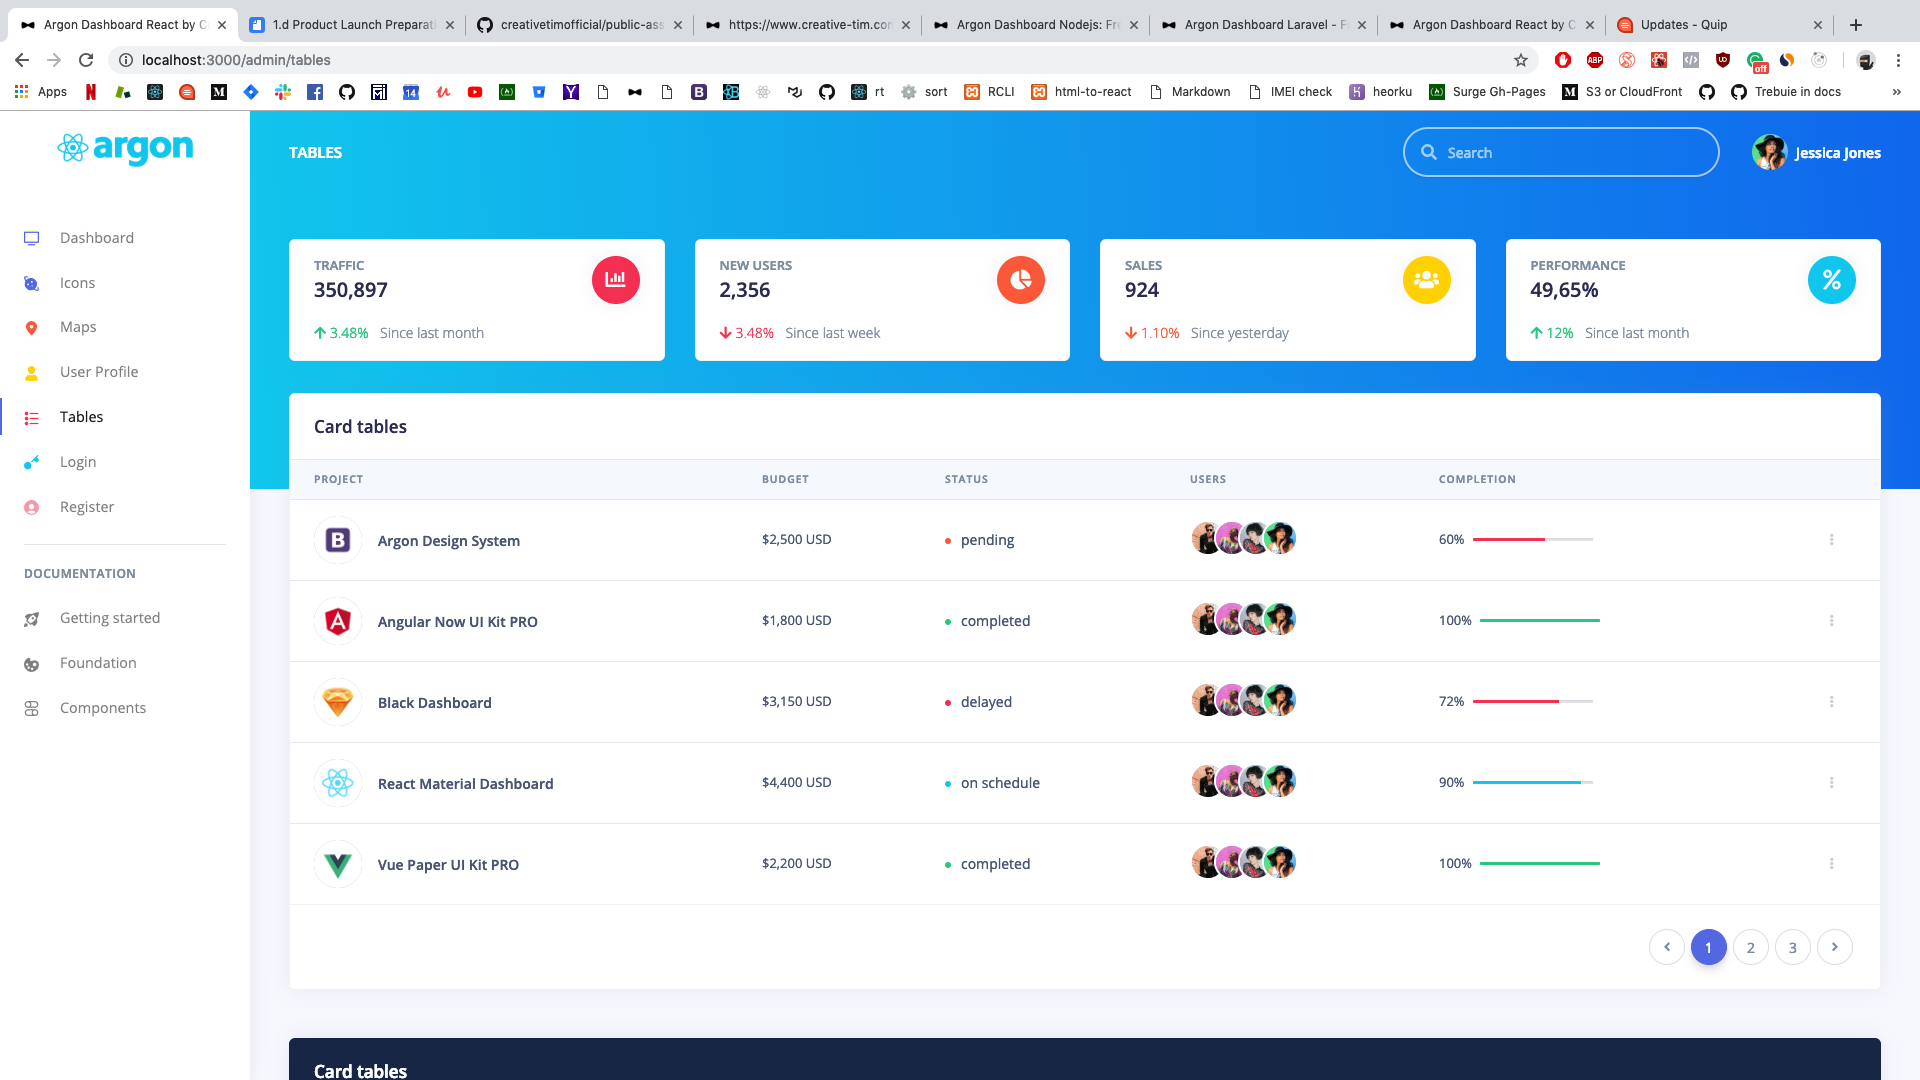 Argon Dashboard React by C
1.d Product Launch Preparati
creativetimofficial/public-ass
https://www.creative-tim.con
Argon Dashboard Nodejs: Fre
Argon Dashboard Laravel - F
Argon Dashboard React by C
Updates - Quip
localhost:3000/admin/tables
ABP
off
Apps
14
rt
sort
RCLI
html-to-react
Markdown
IMEI check
heorku
Surge Gh-Pages
S3 or CloudFront
Trebuie in docs
»
argon
TABLES
Search
Jessica Jones
Dashboard
Icons
Maps
User Profile
Tables
Login
Register
DOCUMENTATION
Getting started
Foundation
Components
TRAFFIC
350,897
3.48% Since last month
NEW USERS
2,356
3.48% Since last week
SALES
924
1.10% Since yesterday
PERFORMANCE
49,65%
12% Since last month
Card tables
PROJECT BUDGET STATUS USERS COMPLETION
Argon Design System $2,500 USD pending 60%
Angular Now UI Kit PRO $1,800 USD completed 100%
Black Dashboard $3,150 USD delayed 72%
React Material Dashboard $4,400 USD on schedule 90%
Vue Paper UI Kit PRO $2,200 USD completed 100%
1 2 3
Card tables